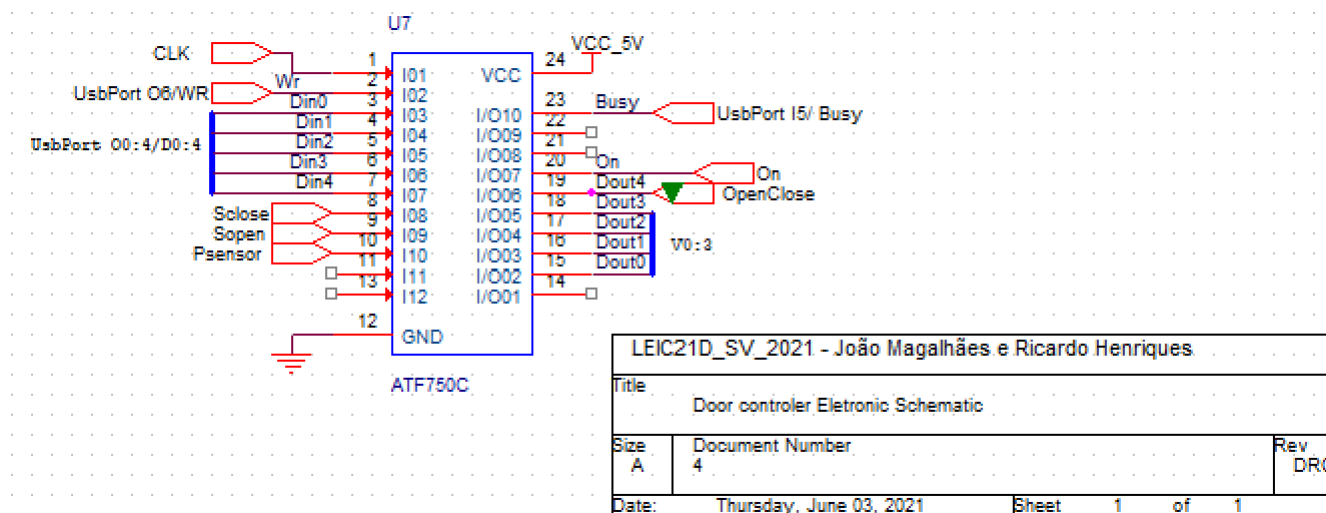 U7
CLK
UsbPort O6/WR
UsbPort O0:4/D0:4
Wr
Din0
Din1
Din2
Din3
Din4
Sclose
Sopen
Psensor
1
2
3
4
5
6
7
8
9
10
11
13
12
I01
I02
I03
I04
I05
I06
I07
I08
I09
I10
I11
I12
GND
VCC
I/O10
I/O09
I/O08
I/O07
I/O06
I/O05
I/O04
I/O03
I/O02
I/O01
24
23
22
21
20
19
18
17
16
15
14
VCC_5V
Busy
On
Dout4
Dout3
Dout2
Dout1
Dout0
UsbPort I5/ Busy
On
OpenClose
V0:3
ATF750C
LEIC21D_SV_2021 - João Magalhães e Ricardo Henriques
Title
Door controler Eletronic Schematic
Size
A
Document Number
4
Rev
Date: Thursday, June 03, 2021 Sheet 1 of 1